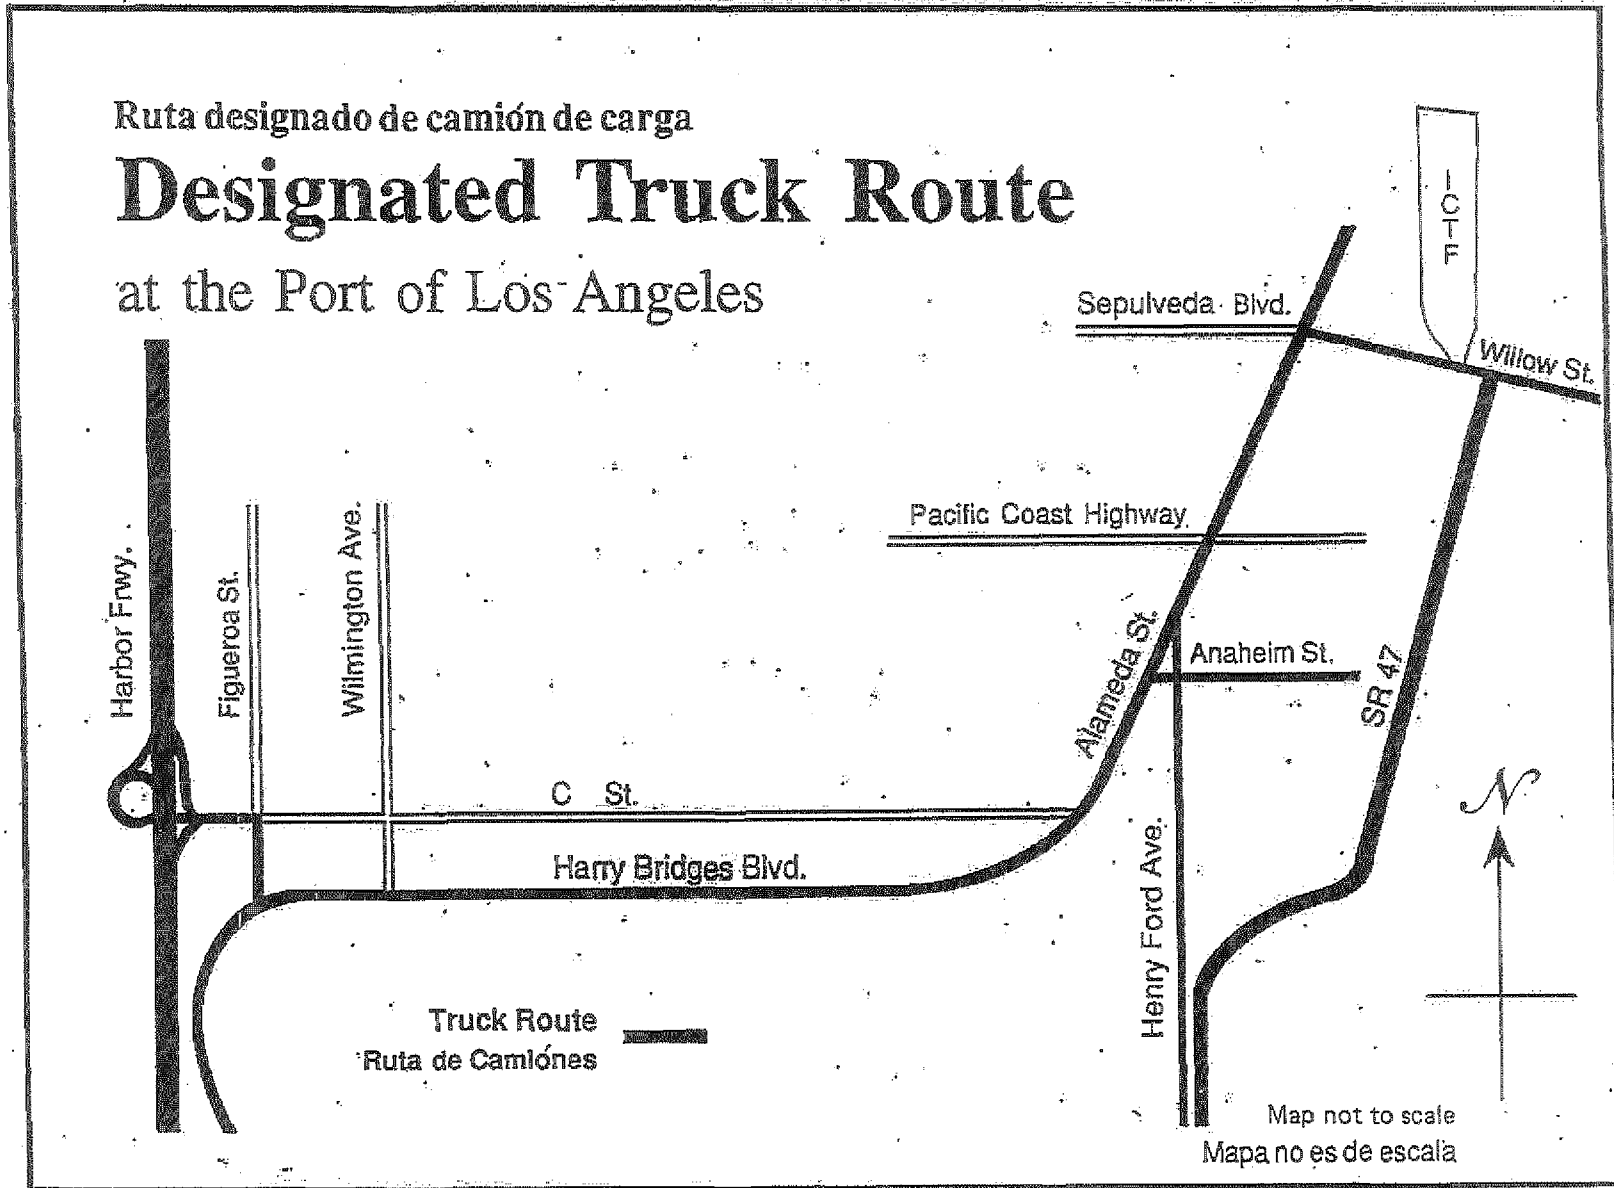 Ruta designado de camión de carga
Designated Truck Route
at the Port of Los Angeles
ICTF
Sepulveda Blvd.
Willow St.
Pacific Coast Highway
Harbor Frwy.
Figueroa St.
Wilmington Ave.
Alameda St.
Anaheim St.
SR 47
C St.
Harry Bridges Blvd.
Henry Ford Ave.
N
Truck Route
Ruta de Camiónes
Map not to scale
Mapa no es de escala